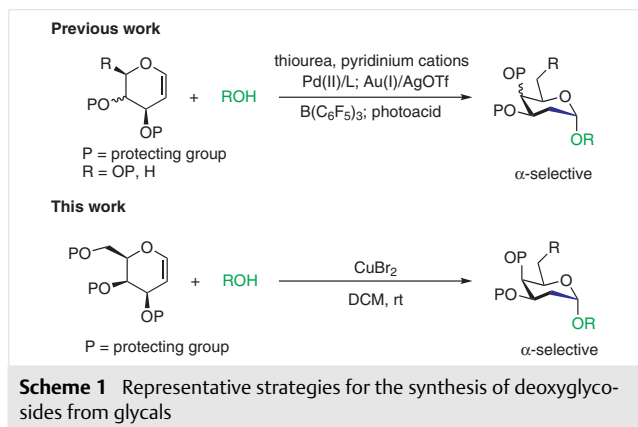 Previous work
R
O
PO
OP
+
ROH
thiourea, pyridinium cations
Pd(II)/L; Au(I)/AgOTf
B(C6F5)3; photoacid
OP
R
O
PO
OR
P = protecting group
R = OP, H
α-selective
This work
PO
O
PO
OP
+
ROH
CuBr2
DCM, rt
OP
R
O
PO
OR
P = protecting group
α-selective
Scheme 1 Representative strategies for the synthesis of deoxyglyco-
sides from glycals